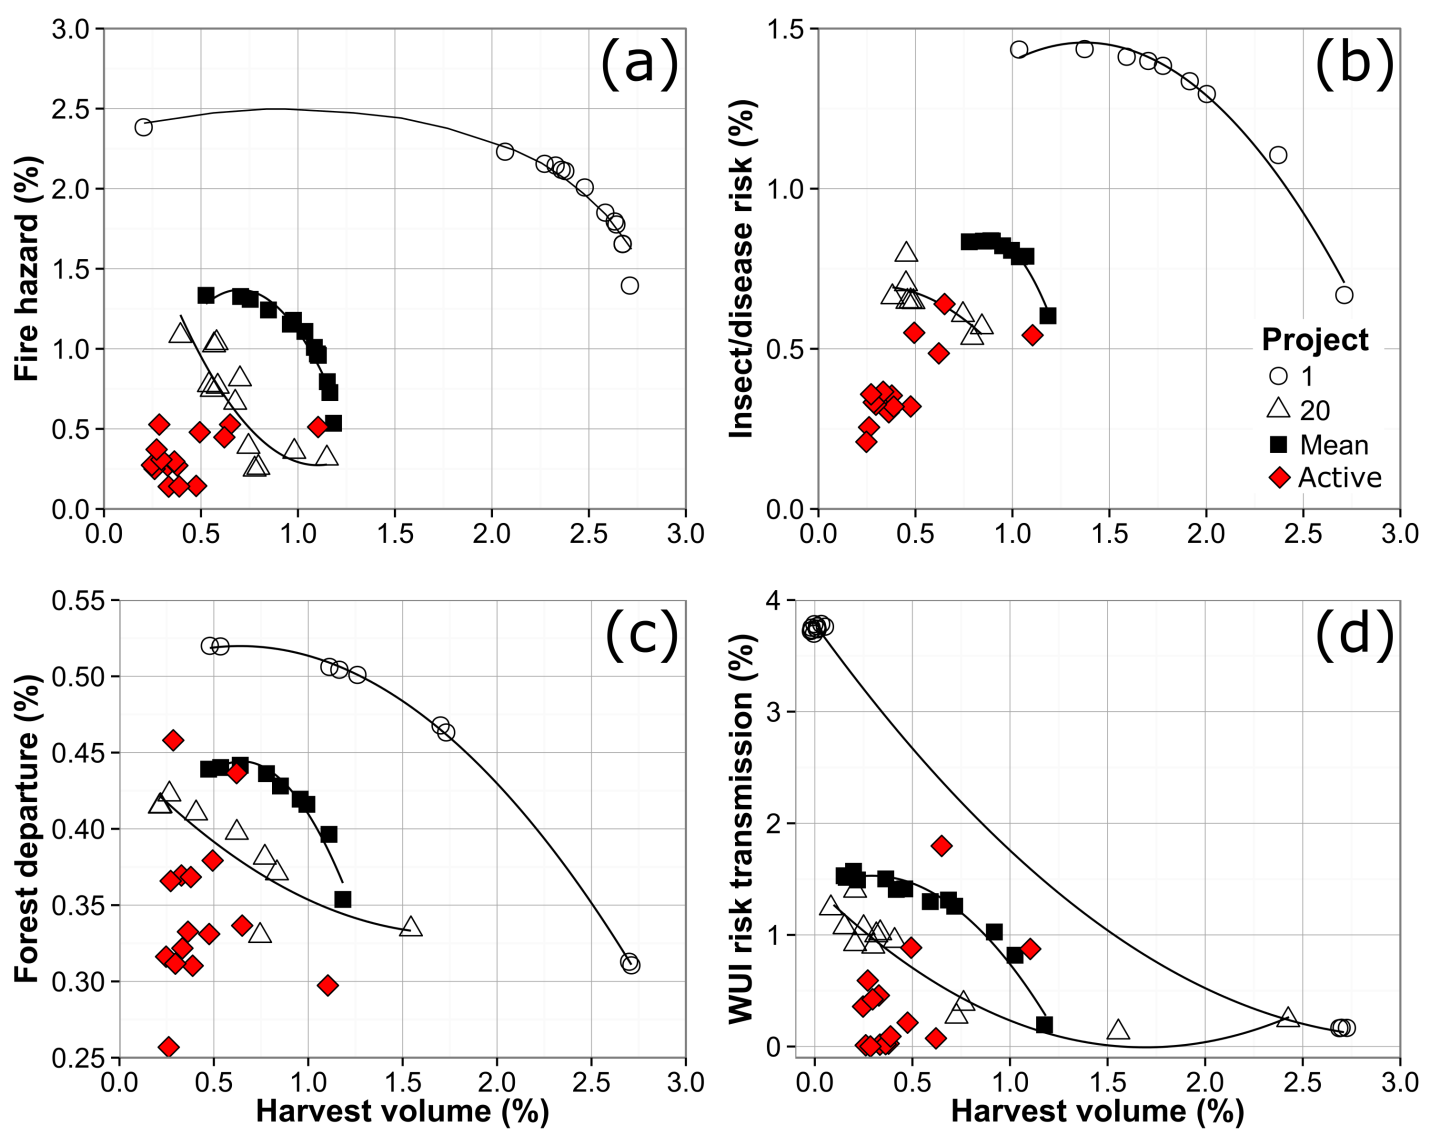 (a)
Fire hazard (%)
3.0
2.5
2.0
1.5
1.0
0.5
0.0
0.0 0.5 1.0 2.0 2.5 3.0
(b)
Insect/disease risk (%)
1.5
1.0
0.5
0.0
0.0 0.5 1.0 1.5 2.0 2.5 3.0
Project
1
20
Mean
Active
(c)
Forest departure (%)
0.55
0.50
0.45
0.40
0.35
0.30
0.25
0.0 0.5 1.0 1.5 2.0 2.5 3.0
Harvest volume (%)
(d)
WUI risk transmission (%)
4
3
2
1
0
0.0 0.5 1.0 1.5 2.0 2.5 3.0
Harvest volume (%)